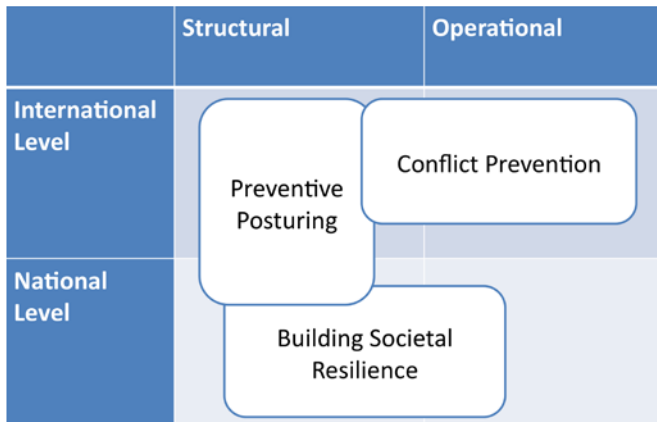 Structural
Operational
International
Level
Preventive
Posturing
Conflict Prevention
National
Level
Building Societal
Resilience